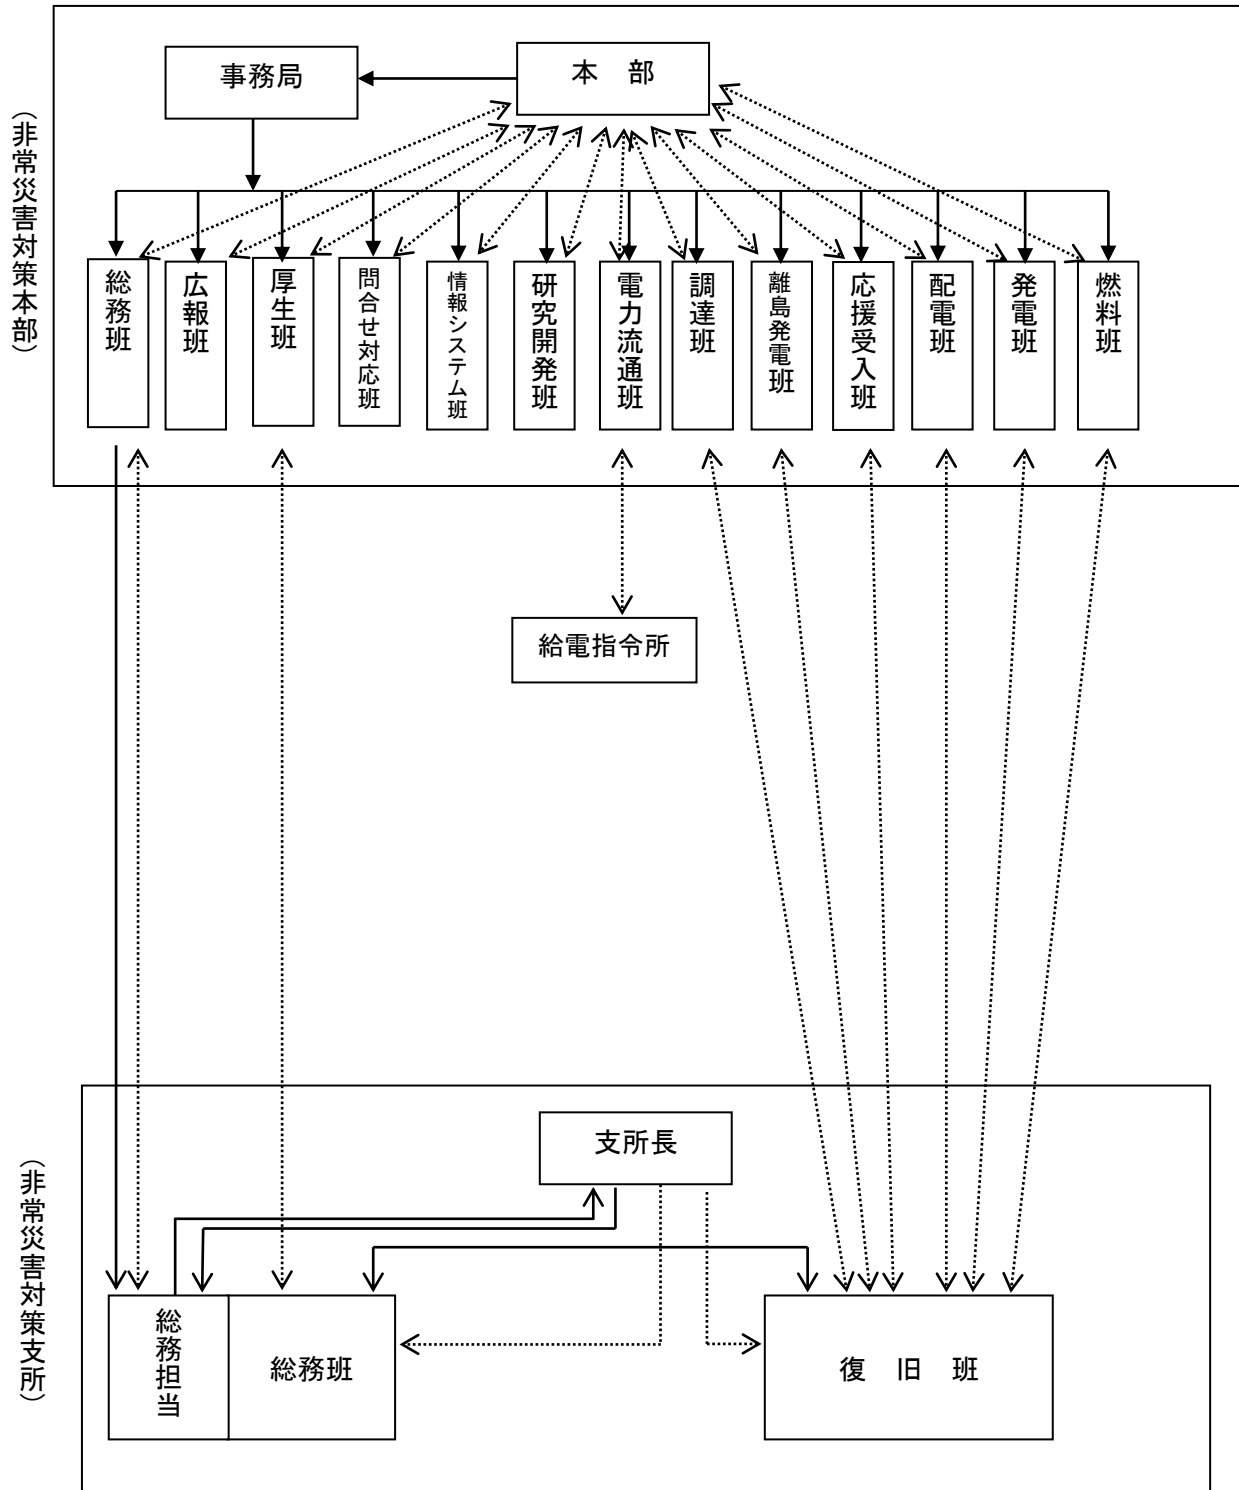 (非常災害対策本部)
事務局
本　部
総務班
広報班
厚生班
問合せ対応班
情報システム班
研究開発班
電力流通班
調達班
離島発電班
応援受入班
配電班
発電班
燃料班
給電指令所
(非常災害対策支所)
支所長
総務担当
総務班
復　旧　班